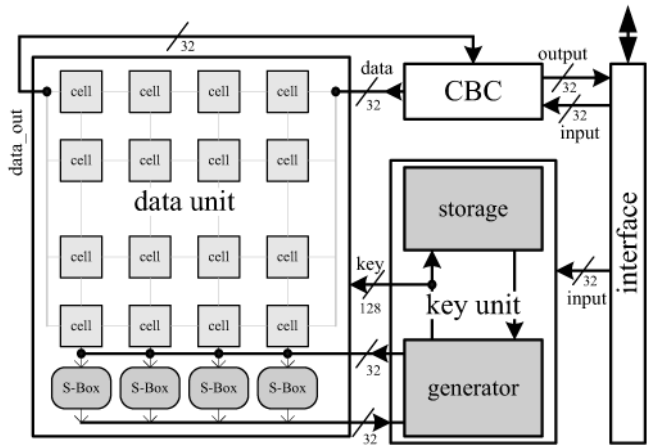 32
data
32
CBC
output
32
32
input
data_out
cell cell cell cell
cell cell cell cell
data unit
cell cell cell cell
cell cell cell cell
S-Box S-Box S-Box S-Box
key
128
32
32
storage
key unit
generator
32
input
interface